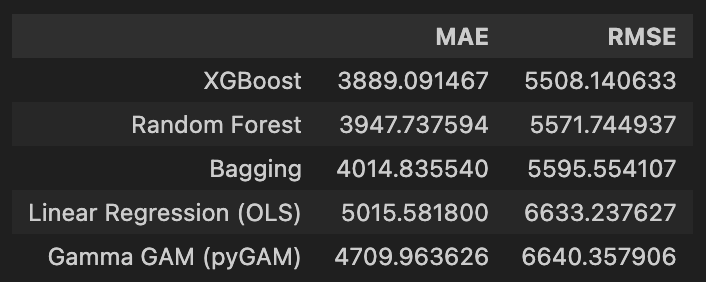 MAE RMSE
XGBoost 3889.091467 5508.140633
Random Forest 3947.737594 5571.744937
Bagging 4014.835540 5595.554107
Linear Regression (OLS) 5015.581800 6633.237627
Gamma GAM (pyGAM) 4709.963626 6640.357906